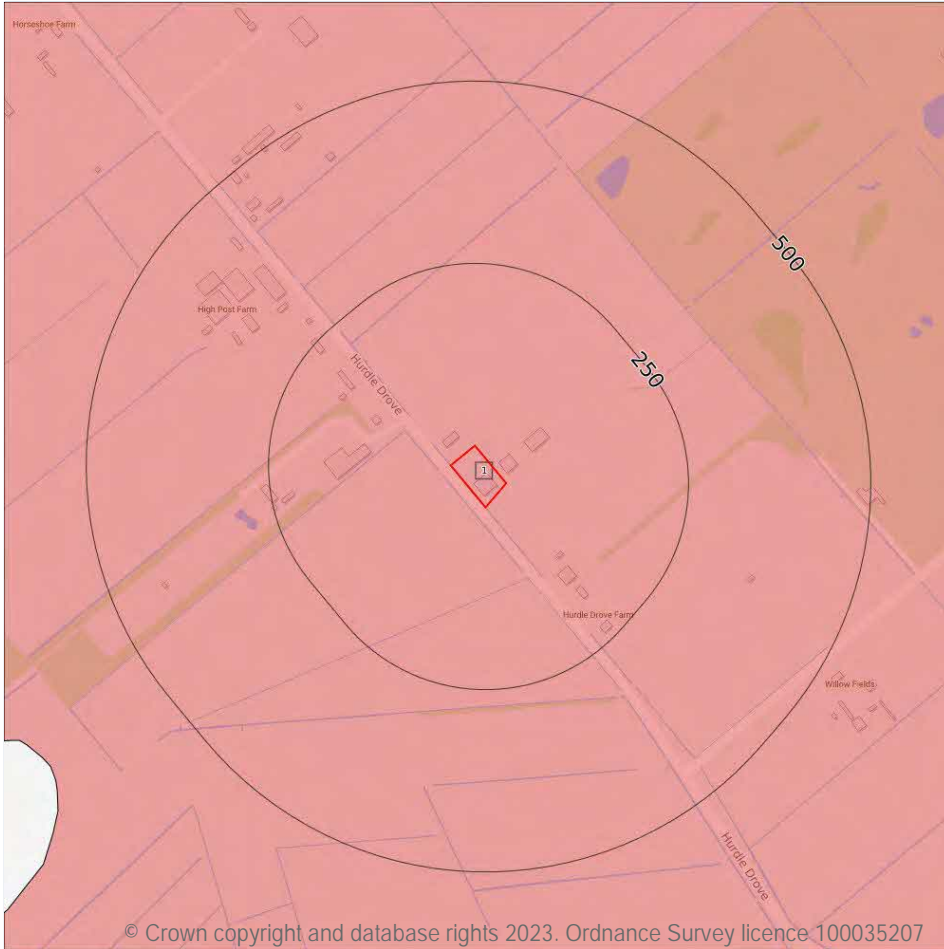 Horseshoe Farm
500
High Post Farm
250
Hurdle Drove
1
Hurdle Drove Farm
Willow Fields
Hurdle Drove
© Crown copyright and database rights 2023. Ordnance Survey licence 100035207